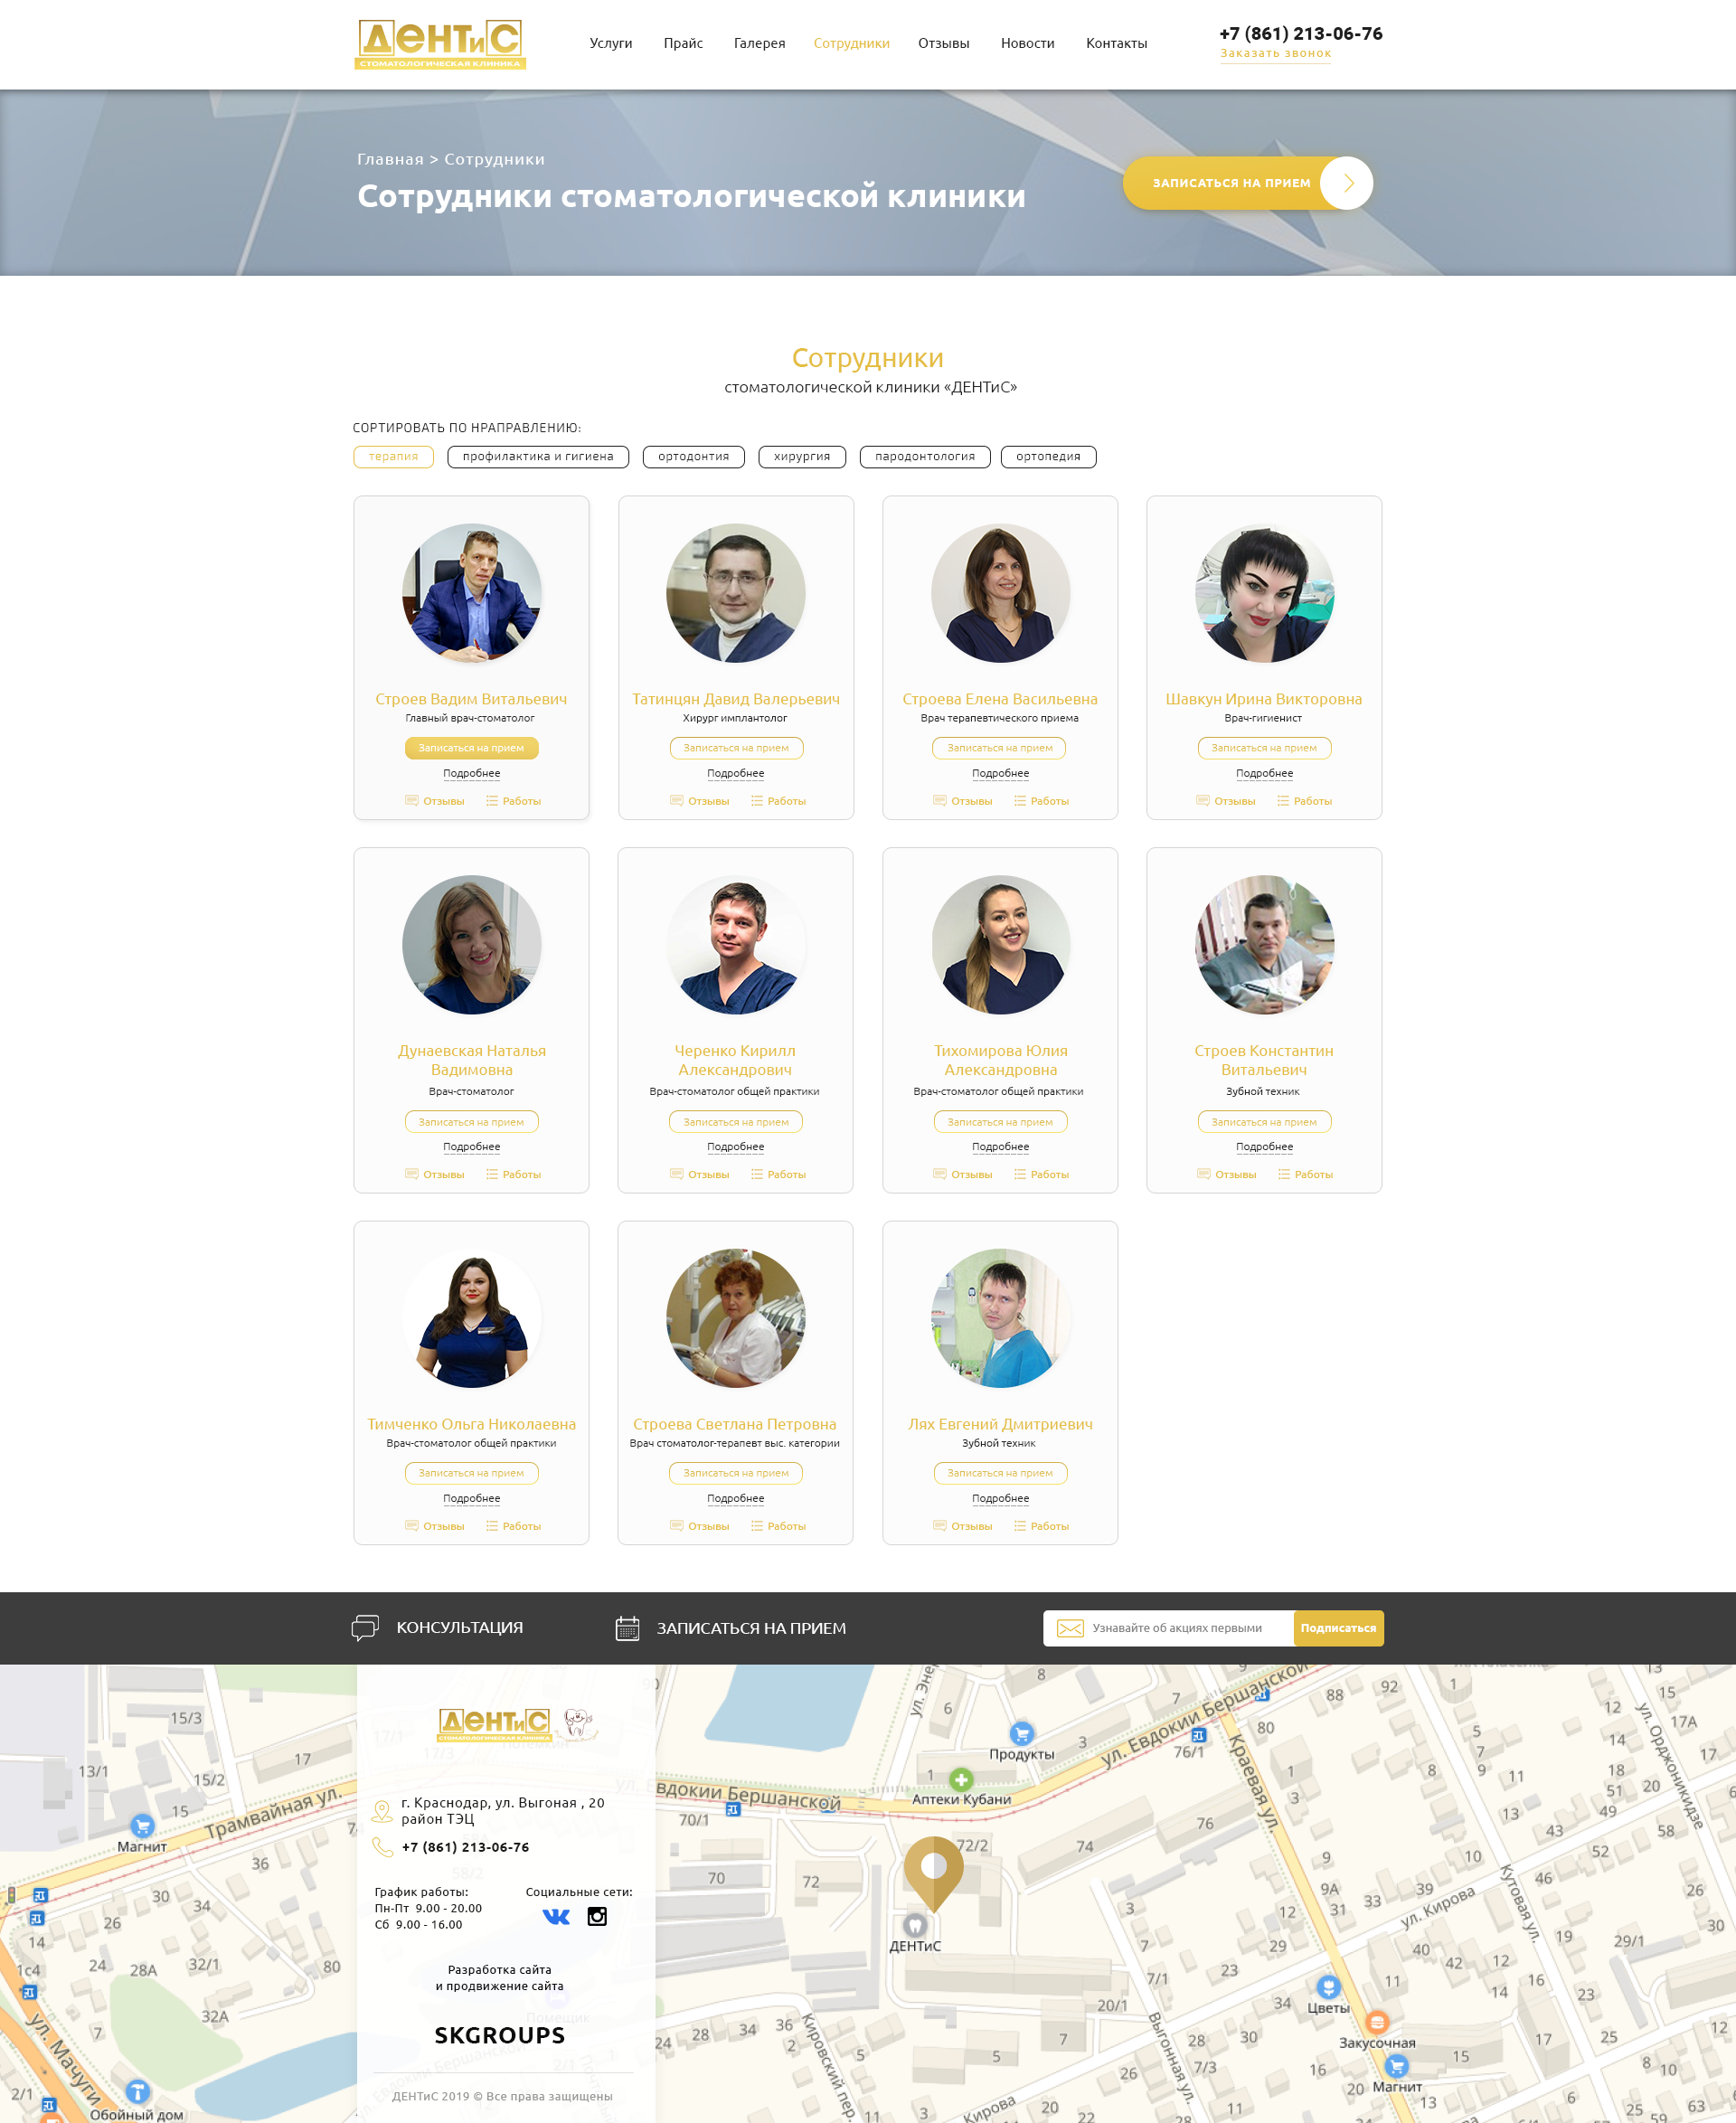 ДЕНТиС
СТОМАТОЛОГИЧЕСКАЯ КЛИНИКА
Услуги Прайс Галерея Сотрудники Отзывы Новости Контакты
+7 (861) 213-06-76
Заказать звонок
Главная > Сотрудники
Сотрудники стоматологической клиники
ЗАПИСАТЬСЯ НА ПРИЕМ
Сотрудники
стоматологической клиники «ДЕНТиС»
СОРТИРОВАТЬ ПО НРАПРАВЛЕНИЮ:
терапия профилактика и гигиена ортодонтия хирургия пародонтология ортопедия
Строев Вадим Витальевич
Главный врач-стоматолог
Записаться на прием
Подробнее
Отзывы Работы
Татинцян Давид Валерьевич
Хирург имплантолог
Записаться на прием
Подробнее
Отзывы Работы
Строева Елена Васильевна
Врач терапевтического приема
Записаться на прием
Подробнее
Отзывы Работы
Шавкун Ирина Викторовна
Врач-гигиенист
Записаться на прием
Подробнее
Отзывы Работы
Дунаевская Наталья
Вадимовна
Врач-стоматолог
Записаться на прием
Подробнее
Отзывы Работы
Черенко Кирилл
Александрович
Врач-стоматолог общей практики
Записаться на прием
Подробнее
Отзывы Работы
Тихомирова Юлия
Александровна
Врач-стоматолог общей практики
Записаться на прием
Подробнее
Отзывы Работы
Строев Константин
Витальевич
Зубной техник
Записаться на прием
Подробнее
Отзывы Работы
Тимченко Ольга Николаевна
Врач-стоматолог общей практики
Записаться на прием
Подробнее
Отзывы Работы
Строева Светлана Петровна
Врач стоматолог-терапевт выс. категории
Записаться на прием
Подробнее
Отзывы Работы
Лях Евгений Дмитриевич
Зубной техник
Записаться на прием
Подробнее
Отзывы Работы
КОНСУЛЬТАЦИЯ
ЗАПИСАТЬСЯ НА ПРИЕМ
Узнавайте об акциях первыми
Подписаться
ДЕНТиС
СТОМАТОЛОГИЧЕСКАЯ КЛИНИКА
г. Краснодар, ул. Выгоная , 20
район ТЭЦ
+7 (861) 213-06-76
График работы:
Пн-Пт 9.00 - 20.00
Сб 9.00 - 16.00
Социальные сети:
Разработка сайта
и продвижение сайта
SKGROUPS
ДЕНТиС 2019 © Все права защищены
Трамвайная ул.
Магнит
ул. Мачуги
Обойный дом
ул. Евдокии Бершанской
Продукты
Аптеки Кубани
ДЕНТиС
ул. Евдокии Бершанской
Краевая ул.
ул. Орджоникидзе
ул. Кирова
Кутовая ул.
Цветы
Закусочная
Магнит
Выгонная ул.
Кировский пер.
Кирова